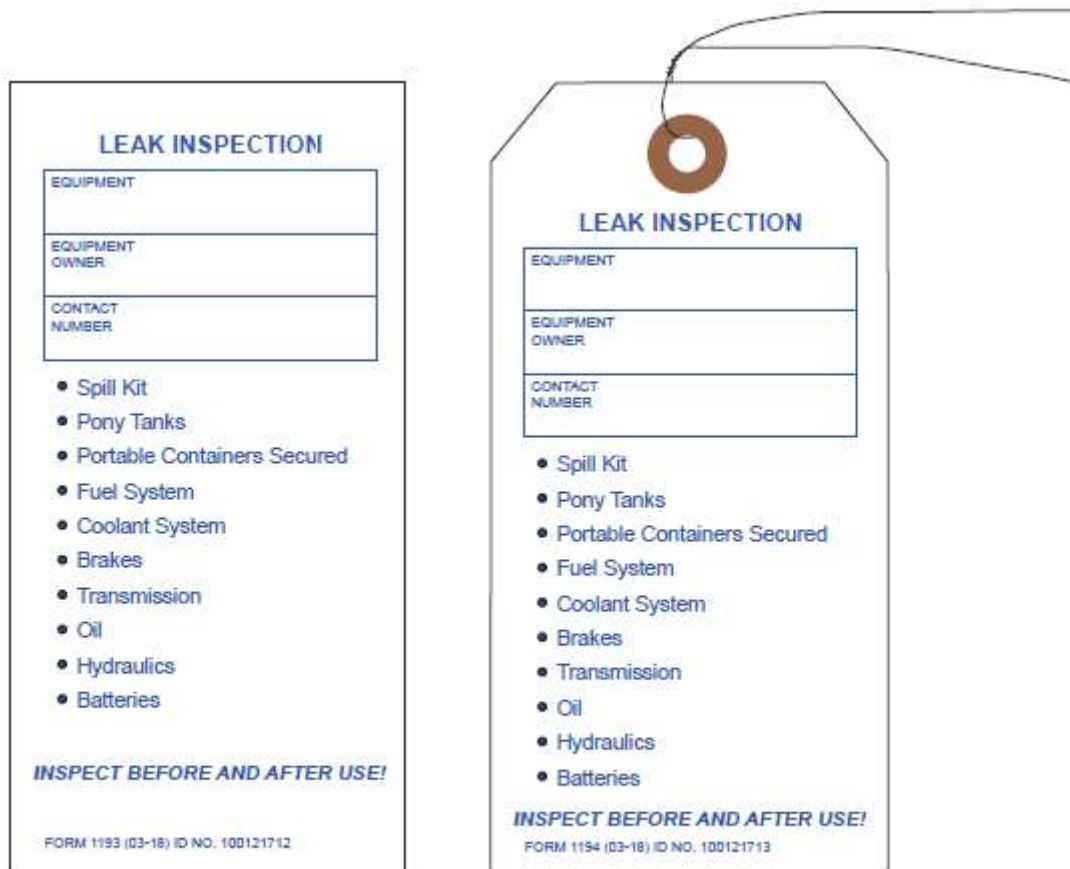 LEAK INSPECTION
EQUIPMENT
EQUIPMENT
OWNER
CONTACT
NUMBER
• Spill Kit
• Pony Tanks
• Portable Containers Secured
• Fuel System
• Coolant System
• Brakes
• Transmission
• Oil
• Hydraulics
• Batteries
INSPECT BEFORE AND AFTER USE!
FORM 1193 (03-18) ID NO. 100121712
LEAK INSPECTION
EQUIPMENT
EQUIPMENT
OWNER
CONTACT
NUMBER
• Spill Kit
• Pony Tanks
• Portable Containers Secured
• Fuel System
• Coolant System
• Brakes
• Transmission
• Oil
• Hydraulics
• Batteries
INSPECT BEFORE AND AFTER USE!
FORM 1194 (03-18) ID NO. 100121713